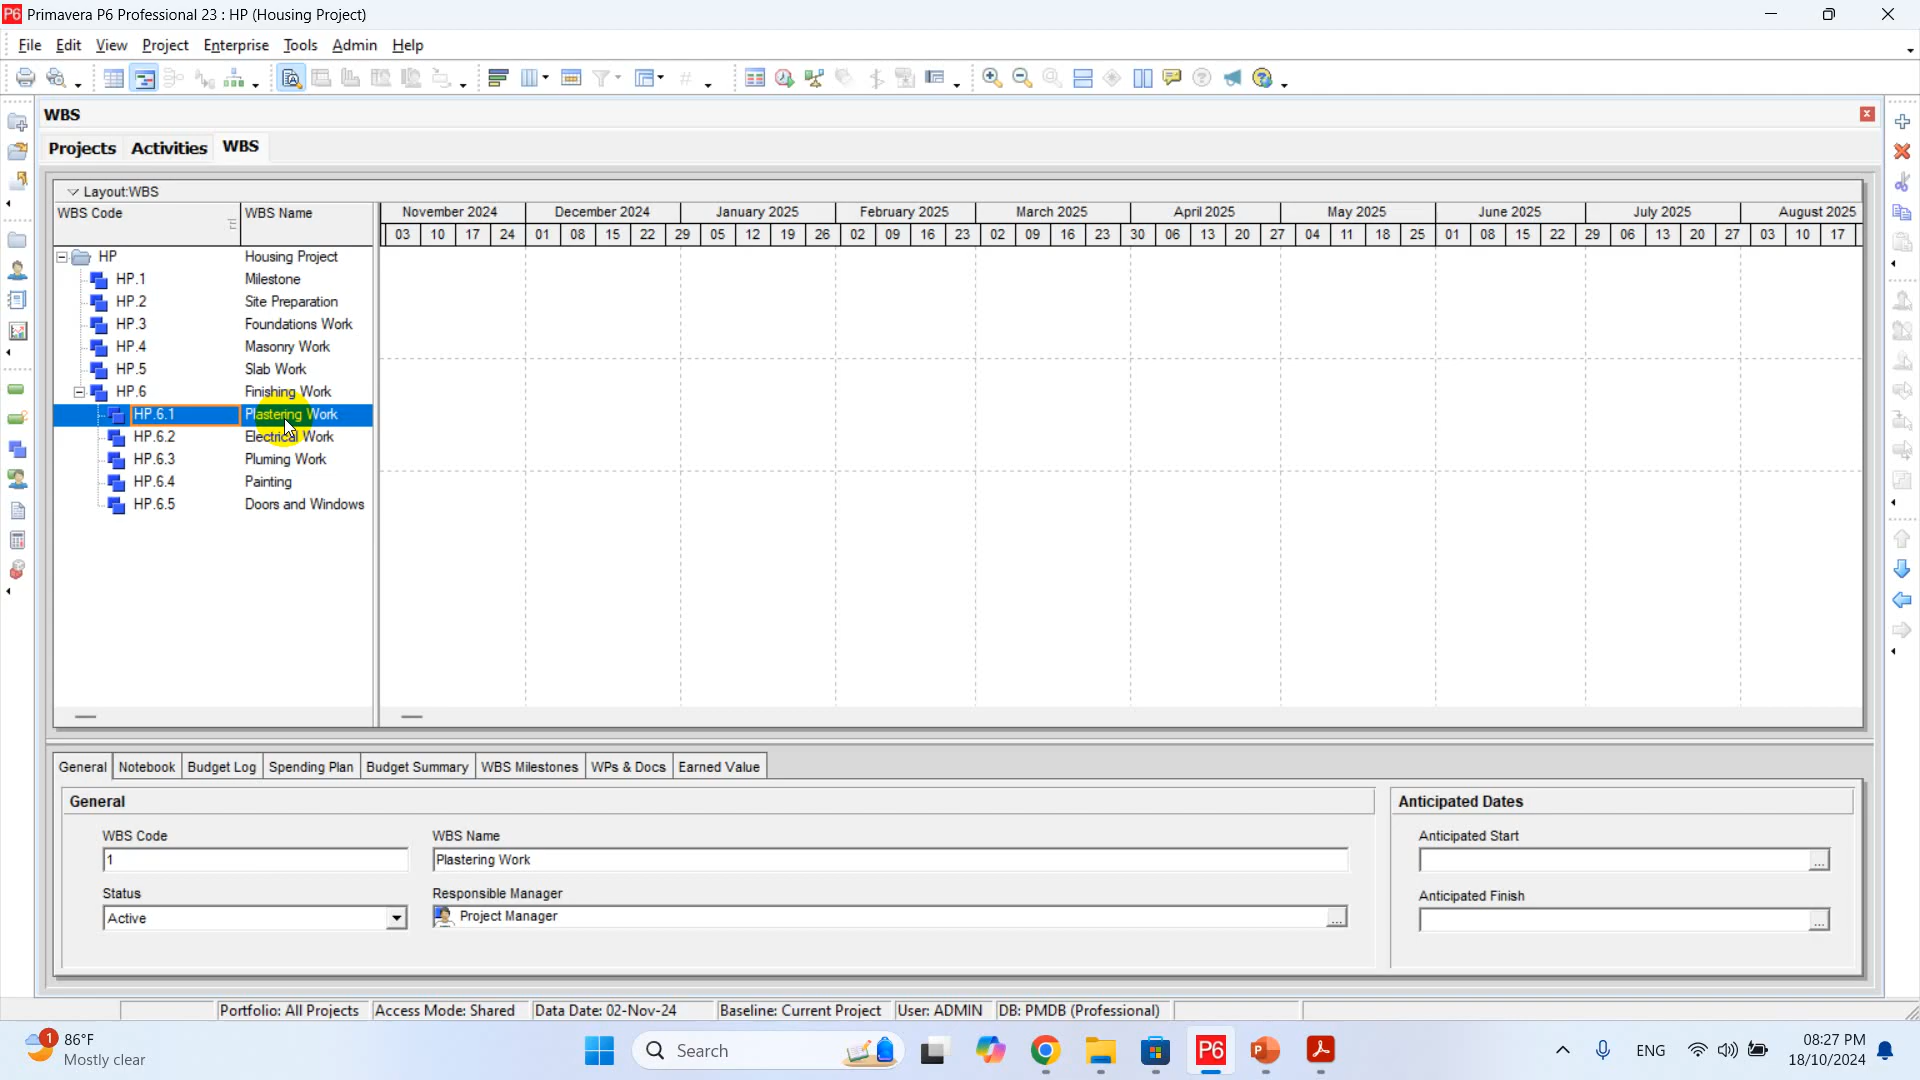 P6 Primavera P6 Professional 23 : HP (Housing Project)
File Edit View Project Enterprise Tools Admin Help
WBS
Projects Activities WBS
Layout:WBS
WBS Code WBS Name
November 2024 December 2024 January 2025 February 2025 March 2025 April 2025 May 2025 June 2025 July 2025 August 2025
03 10 17 24 01 08 15 22 29 05 12 19 26 02 09 16 23 02 09 16 23 30 06 13 20 27 04 11 18 25 01 08 15 22 29 06 13 20 27 03 10 17
HP Housing Project
HP.1 Milestone
HP.2 Site Preparation
HP.3 Foundations Work
HP.4 Masonry Work
HP.5 Slab Work
HP.6 Finishing Work
HP.6.1 Plastering Work
HP.6.2 Electrical Work
HP.6.3 Pluming Work
HP.6.4 Painting
HP.6.5 Doors and Windows
General Notebook Budget Log Spending Plan Budget Summary WBS Milestones WPs & Docs Earned Value
General Anticipated Dates
WBS Code WBS Name Anticipated Start
1 Plastering Work
Status Responsible Manager Anticipated Finish
Active Project Manager
Portfolio: All Projects Access Mode: Shared Data Date: 02-Nov-24 Baseline: Current Project User: ADMIN DB: PMDB (Professional)
1 86°F
Mostly clear
Search
P6
ENG
08:27 PM
18/10/2024